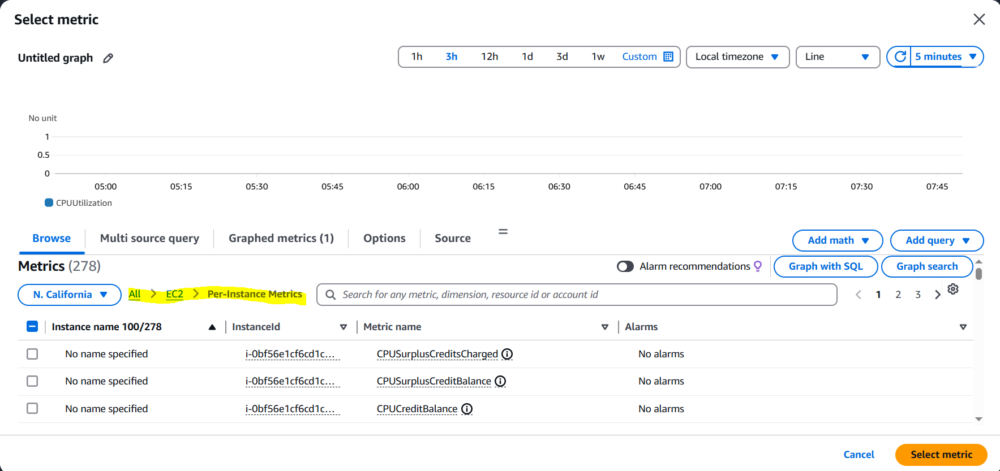 Select metric
Untitled graph
1h 3h 12h 1d 3d 1w Custom Local timezone Line 5 minutes
No unit
1
0.5
0
05:00 05:15 05:30 05:45 06:00 06:15 06:30 06:45 07:00 07:15 07:30 07:45
CPUUtilization
Browse Multi source query Graphed metrics (1) Options Source Add math Add query
Metrics (278) Alarm recommendations Graph with SQL Graph search
N. California All > EC2 > Per-Instance Metrics Search for any metric, dimension, resource id or account id 1 2 3
Instance name 100/278 InstanceId Metric name Alarms
No name specified i-0bf56e1cf6cd1c... CPUSurplusCreditsCharged No alarms
No name specified i-0bf56e1cf6cd1c... CPUSurplusCreditBalance No alarms
No name specified i-0bf56e1cf6cd1c... CPUCreditBalance No alarms
Cancel Select metric